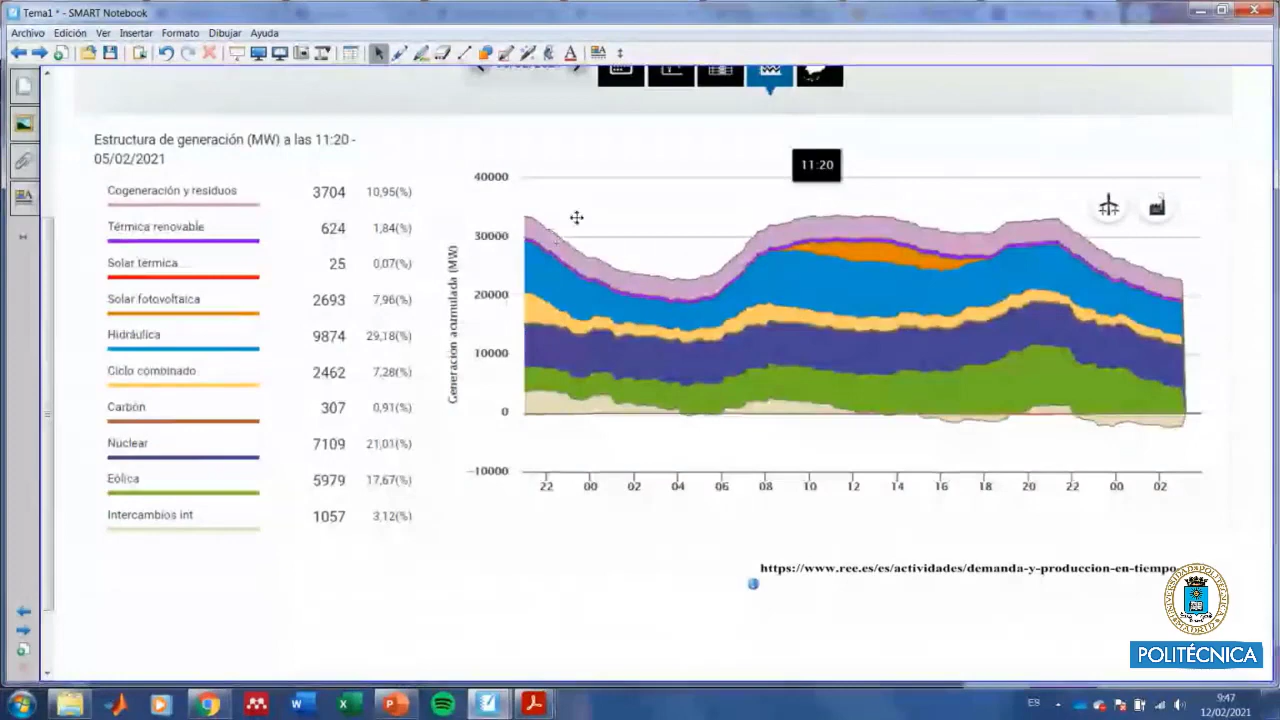 Tema1 * - SMART Notebook
Archivo Edición Ver Insertar Formato Dibujar Ayuda
Estructura de generación (MW) a las 11:20 -
05/02/2021
11:20
Cogeneración y residuos 3704 10,95(%)
Térmica renovable 624 1,84(%)
Solar térmica 25 0,07(%)
Solar fotovoltaica 2693 7,96(%)
Hidráulica 9874 29,18(%)
Ciclo combinado 2462 7,28(%)
Carbón 307 0,91(%)
Nuclear 7109 21,01(%)
Eólica 5979 17,67(%)
Intercambios int 1057 3,12(%)
Generación acumulada (MW)
40000
30000
20000
10000
0
-10000
22 00 02 04 06 08 10 12 14 16 18 20 22 00 02
https://www.ree.es/es/actividades/demanda-y-produccion-en-tiempo
POLITÉCNICA
ES
9:47
12/02/2021